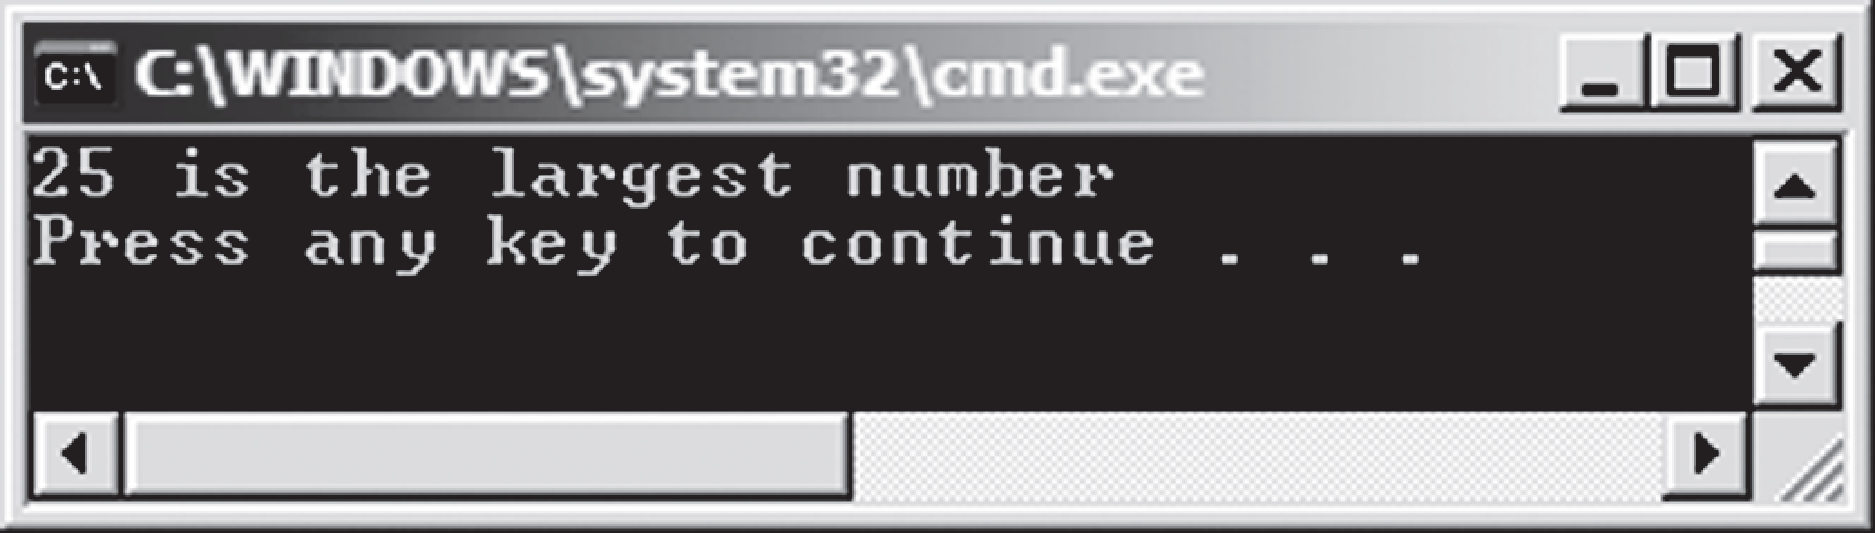 C:\WINDOWS\system32\cmd.exe
25 is the largest number
Press any key to continue . . .